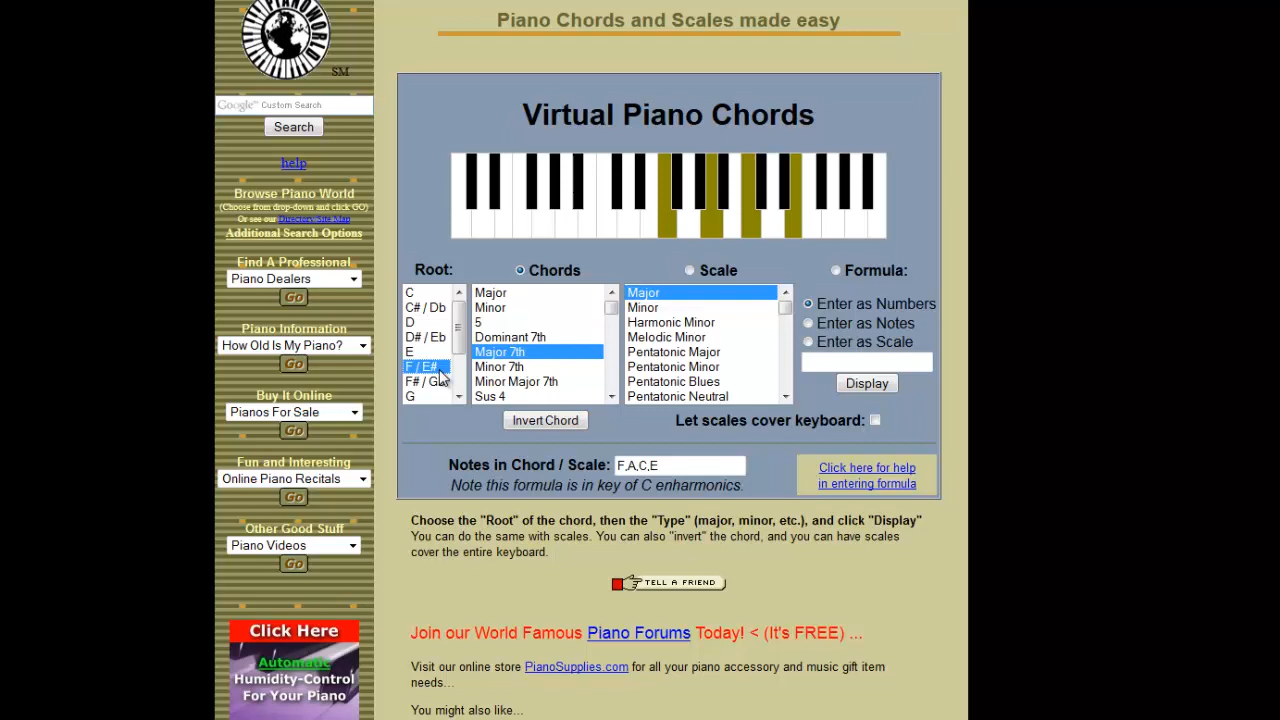 PIANOWORLD
SM
Piano Chords and Scales made easy
Google™ Custom Search
Search
help
Browse Piano World
(Choose from drop-down and click GO)
Or see our Directory/Site Map
Additional Search Options
Find A Professional
Piano Dealers
Go
Piano Information
How Old Is My Piano?
Go
Buy It Online
Pianos For Sale
Go
Fun and Interesting
Online Piano Recitals
Go
Other Good Stuff
Piano Videos
Go
Click Here
Automatic
Humidity-Control
For Your Piano
Virtual Piano Chords
Root:
C
C# / Db
D
D# / Eb
E
F / E#
F# / G
G
Chords
Major
Minor
5
Dominant 7th
Major 7th
Minor 7th
Minor Major 7th
Sus 4
Invert Chord
Scale
Major
Minor
Harmonic Minor
Melodic Minor
Pentatonic Major
Pentatonic Minor
Pentatonic Blues
Pentatonic Neutral
Formula:
Enter as Numbers
Enter as Notes
Enter as Scale
Display
Let scales cover keyboard:
Notes in Chord / Scale: F,A,C,E
Note this formula is in key of C enharmonics.
Click here for help
in entering formula
Choose the "Root" of the chord, then the "Type" (major, minor, etc.), and click "Display"
You can do the same with scales. You can also "invert" the chord, and you can have scales
cover the entire keyboard.
TELL A FRIEND
Join our World Famous Piano Forums Today! < (It's FREE) ...
Visit our online store PianoSupplies.com for all your piano accessory and music gift item
needs...
You might also like...